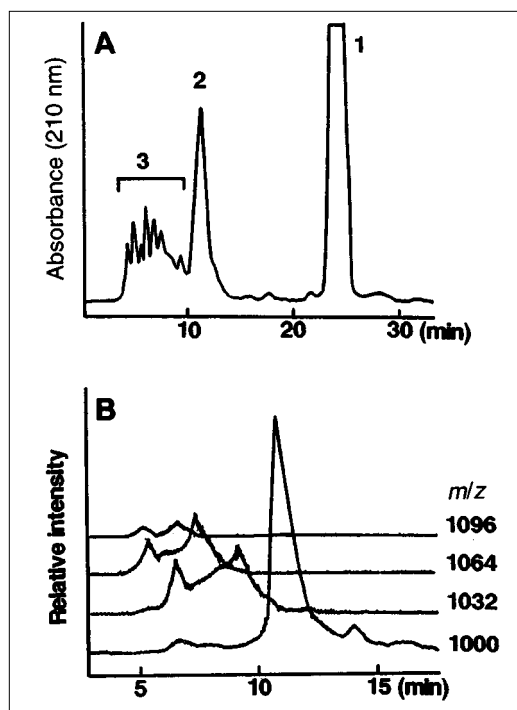 A
1
2
3
Absorbance (210 nm)
10
20
30 (min)
B
m/z
1096
1064
1032
1000
Relative intensity
5
10
15 (min)